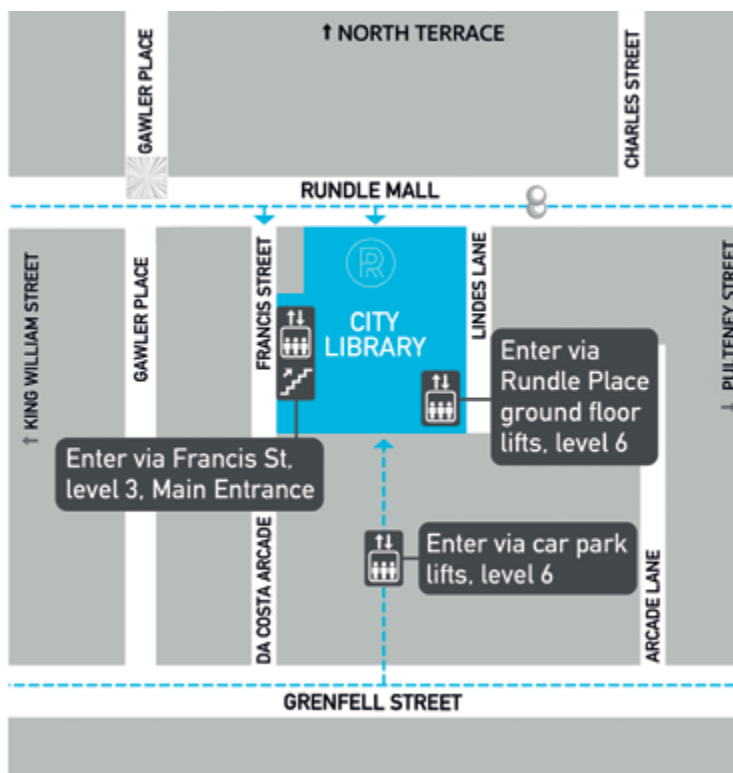 ↑ NORTH TERRACE
GAWLER PLACE
CHARLES STREET
RUNDLE MALL
KING WILLIAM STREET
GAWLER PLACE
FRANCIS STREET
R
CITY
LIBRARY
LINDES LANE
PULTENEY STREET
Enter via
Rundle Place
ground floor
lifts, level 6
Enter via Francis St,
level 3, Main Entrance
DA COSTA ARCADE
Enter via car park
lifts, level 6
ARCADE LANE
GRENFELL STREET